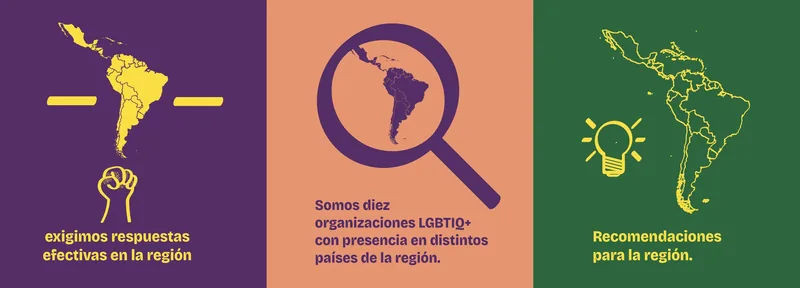 exigimos respuestas
efectivas en la región
Somos diez
organizaciones LGBTIQ+
con presencia en distintos
países de la región.
Recomendaciones
para la región.